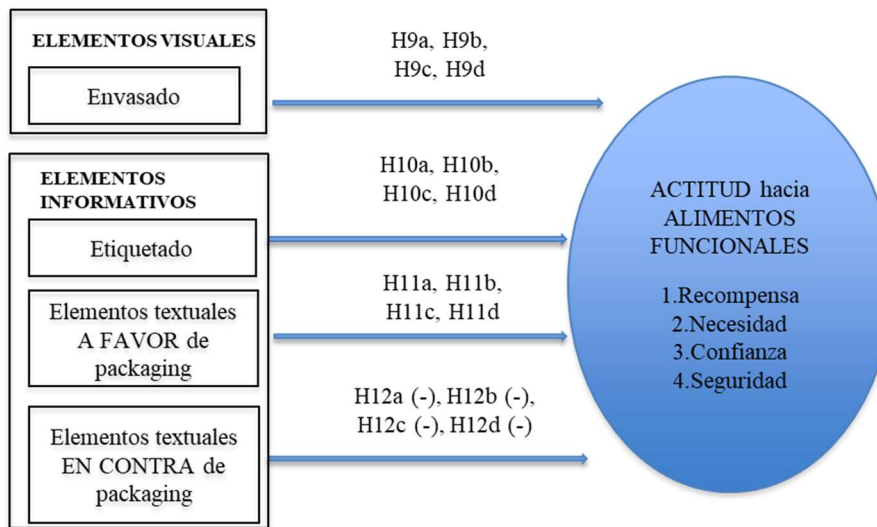 ELEMENTOS VISUALES
Envasado
H9a, H9b,
H9c, H9d
ELEMENTOS
INFORMATIVOS
Etiquetado
H10a, H10b,
H10c, H10d
Elementos textuales
A FAVOR de
packaging
H11a, H11b,
H11c, H11d
Elementos textuales
EN CONTRA de
packaging
H12a (-), H12b (-),
H12c (-), H12d (-)
ACTITUD hacia
ALIMENTOS
FUNCIONALES
1.Recompensa
2.Necesidad
3.Confianza
4.Seguridad